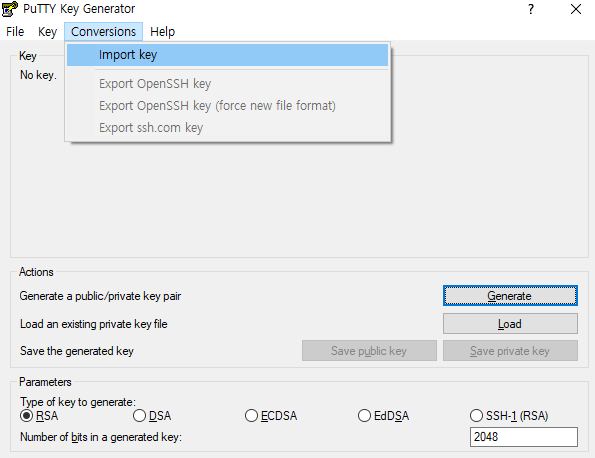 PuTTY Key Generator ?
File Key Conversions Help
Import key
Export OpenSSH key
Export OpenSSH key (force new file format)
Export ssh.com key
Key
No key.
Actions
Generate a public/private key pair Generate
Load an existing private key file Load
Save the generated key Save public key Save private key
Parameters
Type of key to generate:
RSA DSA ECDSA EdDSA SSH-1 (RSA)
Number of bits in a generated key: 2048